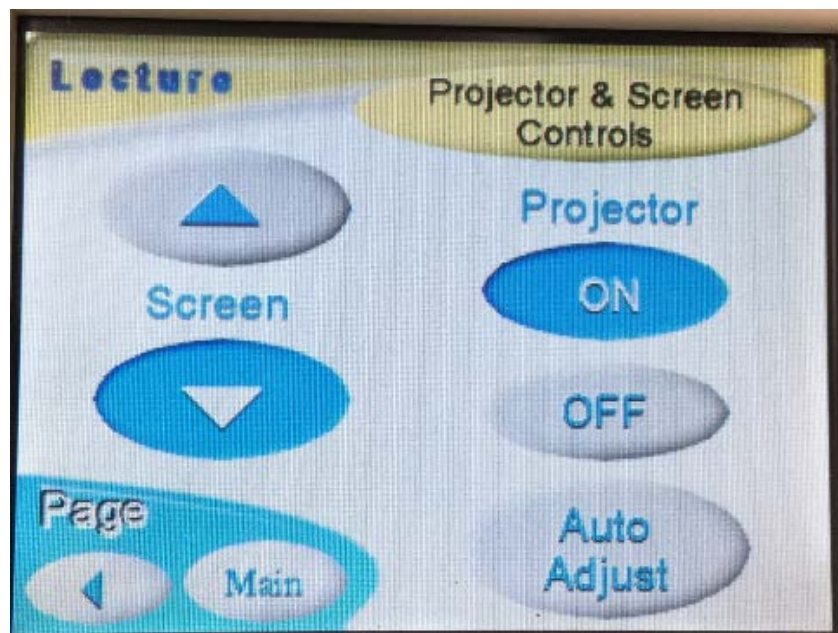 Lecture
Projector & Screen
Controls
Screen
Projector
ON
OFF
Auto
Adjust
Page
Main